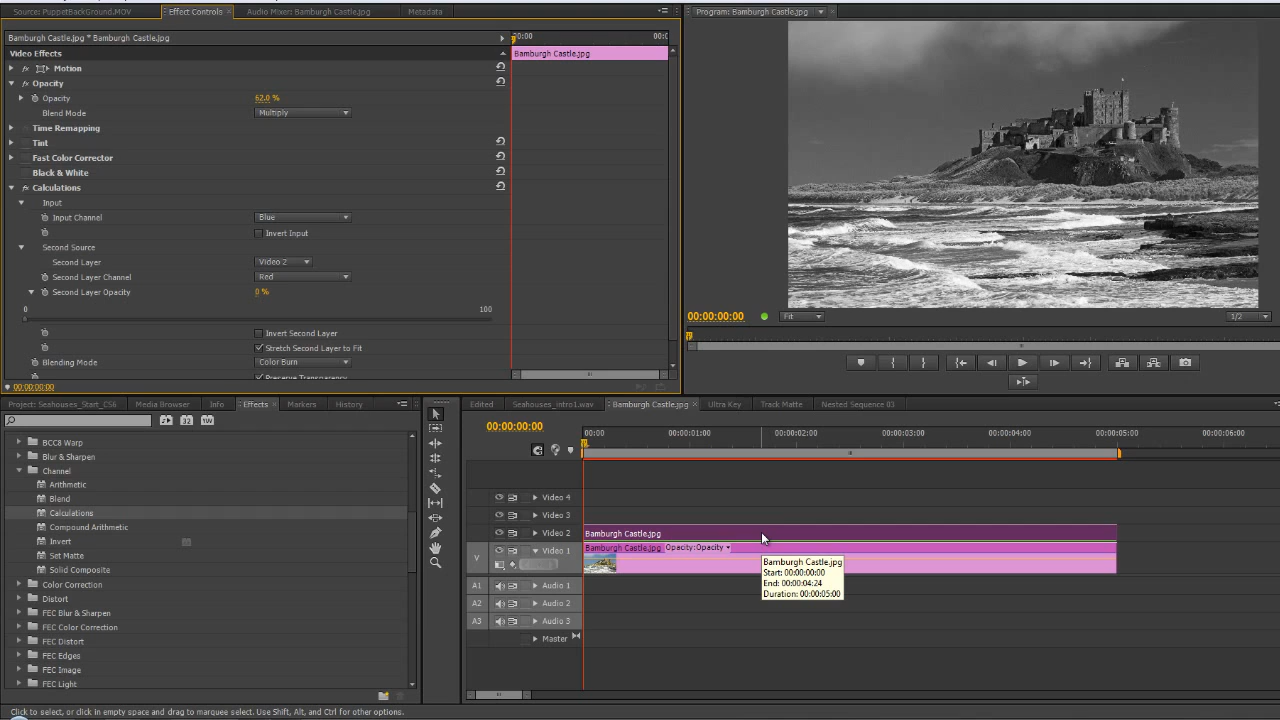 Source: PuppetBackGround.MOV
Effect Controls
Audio Mixer: Bamburgh Castle.jpg
Metadata
Bamburgh Castle.jpg * Bamburgh Castle.jpg
Video Effects
Motion
Opacity
Opacity
62.0 %
Blend Mode
Multiply
Time Remapping
Tint
Fast Color Corrector
Black & White
Calculations
Input
Input Channel
Blue
Invert Input
Second Source
Second Layer
Video 2
Second Layer Channel
Red
Second Layer Opacity
0 %
0
100
Invert Second Layer
Stretch Second Layer to Fit
Blending Mode
Color Burn
Preserve Transparency
00:00:00:00
00:00
00:0
Bamburgh Castle.jpg
Program: Bamburgh Castle.jpg
00:00:00:00
Fit
1/2
Project: Seahouses_Start_CS6
Media Browser
Info
Effects
Markers
History
32
YUV
BCC8 Warp
Blur & Sharpen
Channel
Arithmetic
Blend
Calculations
Compound Arithmetic
Invert
Set Matte
Solid Composite
Color Correction
Distort
FEC Blur & Sharpen
FEC Color Correction
FEC Distort
FEC Edges
FEC Image
FEC Light
Edited
Seahouses_intro1.wav
Bamburgh Castle.jpg
Ultra Key
Track Matte
Nested Sequence 03
00:00:00:00
00:00
00:00:01:00
00:00:02:00
00:00:03:00
00:00:04:00
00:00:05:00
00:00:06:00
Video 4
Video 3
Video 2
Bamburgh Castle.jpg
V
Video 1
Bamburgh Castle.jpg Opacity:Opacity
Bamburgh Castle.jpg
Start: 00:00:00:00
End: 00:00:04:24
Duration: 00:00:05:00
A1
Audio 1
A2
Audio 2
A3
Audio 3
Master
Click to select, or click in empty space and drag to marquee select. Use Shift, Alt, and Ctrl for other options.